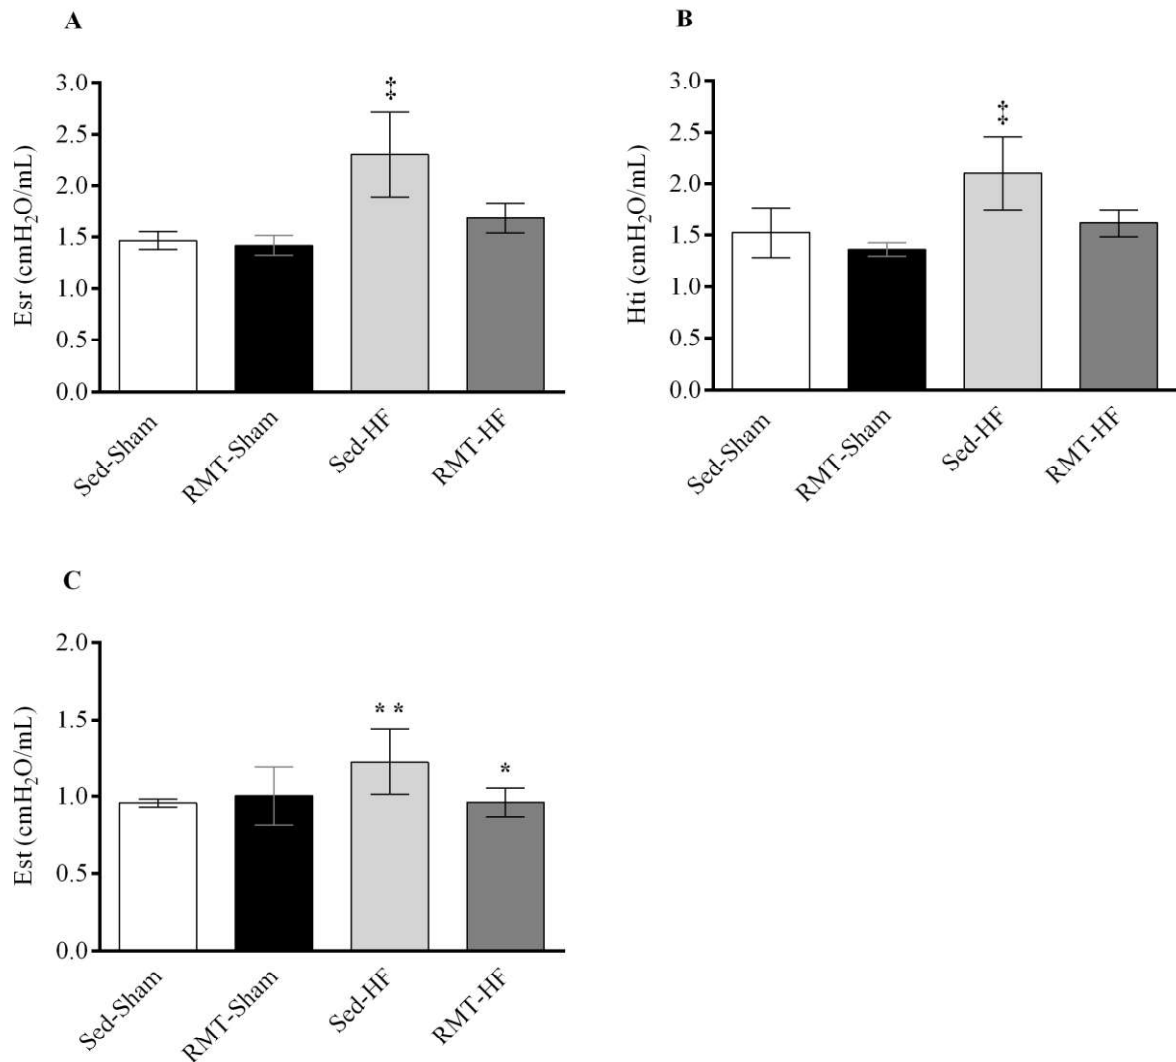 A
Esr (cmH₂O/mL)
3.0
2.5
2.0
1.5
1.0
0.5
0.0
‡
Sed-Sham
RMT-Sham
Sed-HF
RMT-HF
B
Hti (cmH₂O/mL)
3.0
2.5
2.0
1.5
1.0
0.5
0.0
‡
Sed-Sham
RMT-Sham
Sed-HF
RMT-HF
C
Est (cmH₂O/mL)
2.0
1.5
1.0
0.5
0.0
* *
*
Sed-Sham
RMT-Sham
Sed-HF
RMT-HF